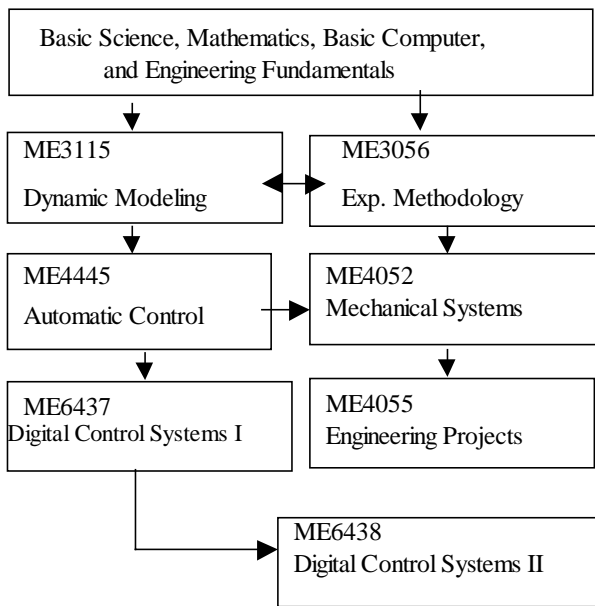 Basic Science, Mathematics, Basic Computer,
and Engineering Fundamentals
ME3115
Dynamic Modeling
ME3056
Exp. Methodology
ME4445
Automatic Control
ME4052
Mechanical Systems
ME6437
Digital Control Systems I
ME4055
Engineering Projects
ME6438
Digital Control Systems II